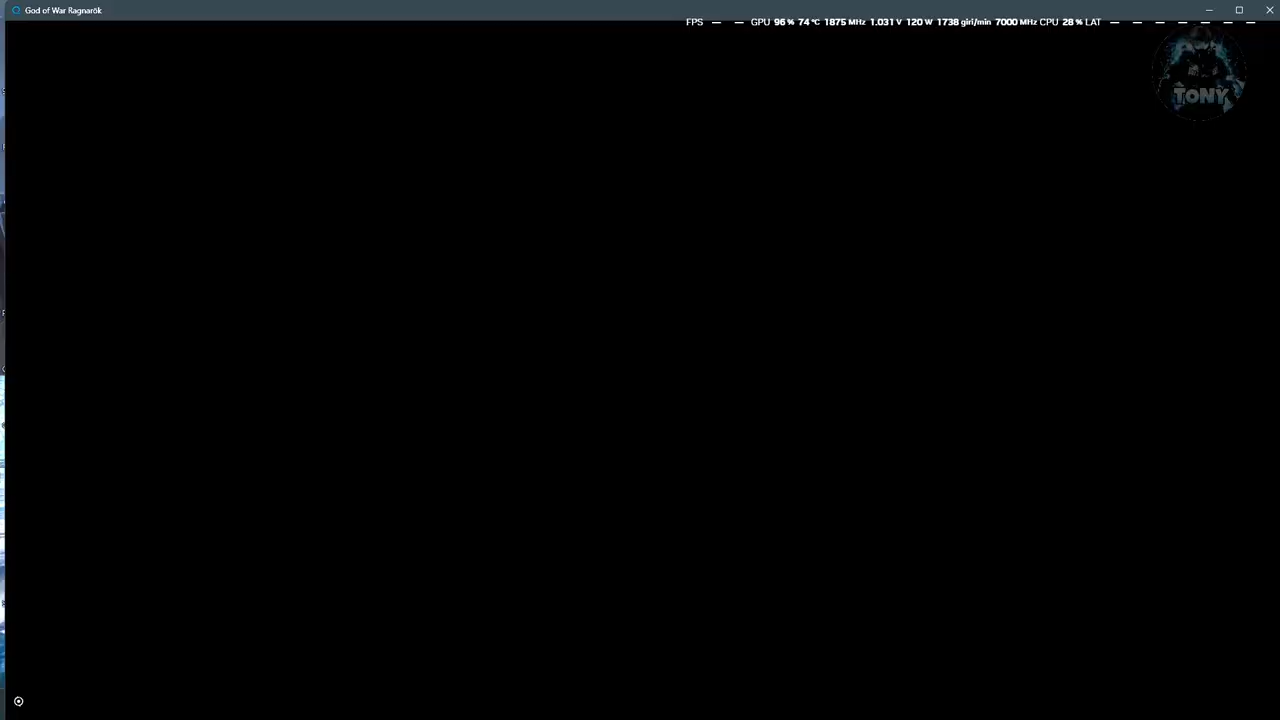 God of War Ragnarök
FPS — — GPU 96 % 74 °C 1875 MHz 1.031 V 120 W 1738 giri/min 7000 MHz CPU 28 % LAT — — — — — — —
TONY